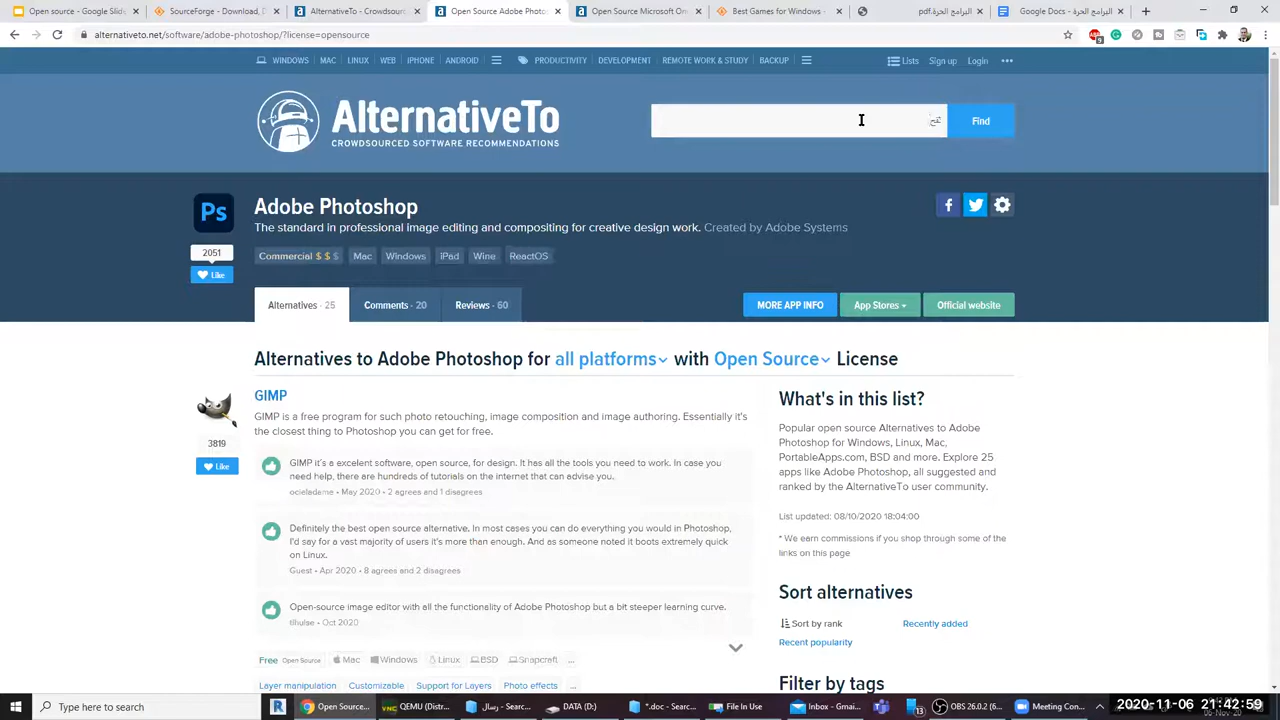 Open source - Google Slides
SourceForge - Download, D
AlternativeTo - Crowdsourc
Open Source Adobe Photos
Open Source Microsoft Off
Best Games for Windows -
البرامج الحرة.pdf
البرامج الحرة - Google Docs
alternativeto.net/software/adobe-photoshop/?license=opensource
WINDOWS MAC LINUX WEB IPHONE ANDROID PRODUCTIVITY DEVELOPMENT REMOTE WORK & STUDY BACKUP Lists Sign up Login
AlternativeTo
CROWDSOURCED SOFTWARE RECOMMENDATIONS
Find
Ps
Adobe Photoshop
The standard in professional image editing and compositing for creative design work. Created by Adobe Systems
2051
Like
Commercial $ $ $ Mac Windows iPad Wine ReactOS
Alternatives · 25 Comments · 20 Reviews · 60 MORE APP INFO App Stores Official website
Alternatives to Adobe Photoshop for all platforms with Open Source License
GIMP
GIMP is a free program for such photo retouching, image composition and image authoring. Essentially it's
the closest thing to Photoshop you can get for free.
3819
Like
GIMP it´s a excelent software, open source, for design. It has all the tools you need to work. In case you
need help, there are hundreds of tutorials on the internet that can advise you.
ocieladame • May 2020 • 2 agrees and 1 disagrees
Definitely the best open source alternative. In most cases you can do everything you would in Photoshop,
I'd say for a vast majority of users it's more than enough. And as someone noted it boots extremely quick
on Linux.
Guest • Apr 2020 • 8 agrees and 2 disagrees
Open-source image editor with all the functionality of Adobe Photoshop but a bit steeper learning curve.
tlhulse • Oct 2020
Free Open Source Mac Windows Linux BSD Snapcraft ...
Layer manipulation Customizable Support for Layers Photo effects ...
What's in this list?
Popular open source Alternatives to Adobe
Photoshop for Windows, Linux, Mac,
PortableApps.com, BSD and more. Explore 25
apps like Adobe Photoshop, all suggested and
ranked by the AlternativeTo user community.
List updated: 08/10/2020 18:04:00
* We earn commissions if you shop through some of the
links on this page
Sort alternatives
Sort by rank Recently added
Recent popularity
Filter by tags
Type here to search
Open Source...
QEMU (Distri...
رسال - Searc...
DATA (D:)
*.doc - Searc...
File In Use
Inbox - Gmai...
13
OBS 26.0.2 (6...
Meeting Con...
2020-11-06 21:42:59